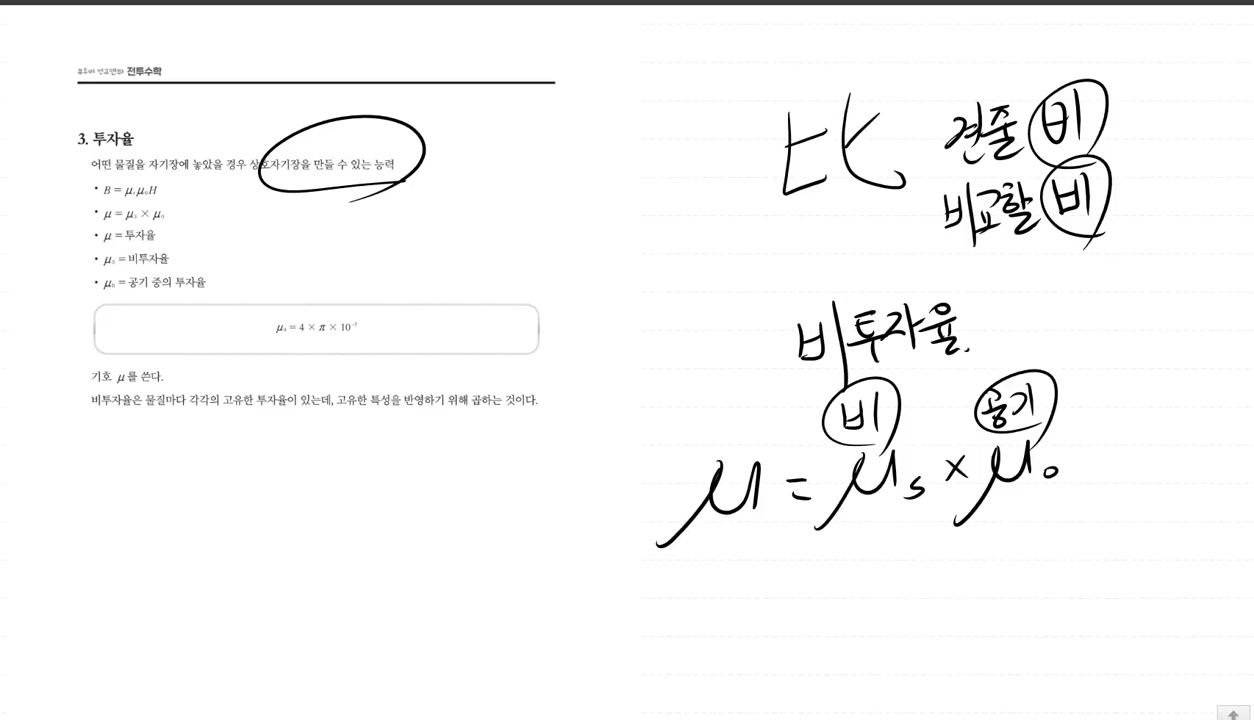 전투수학
3. 투자율
어떤 물질을 자기장에 놓았을 경우 상호자기장을 만들 수 있는 능력
• B = μₛμ₀H
• μ = μₛ × μ₀
• μ = 투자율
• μₛ = 비투자율
• μ₀ = 공기 중의 투자율
μₛ = 4 × π × 10⁻⁷
기호 μ를 쓴다.
비투자율은 물질마다 각각의 고유한 투자율이 있는데, 고유한 특성을 반영하기 위해 곱하는 것이다.
比 견줄 비
비교할 비
비투자율.
비 공기
μ = μₛ × μ₀